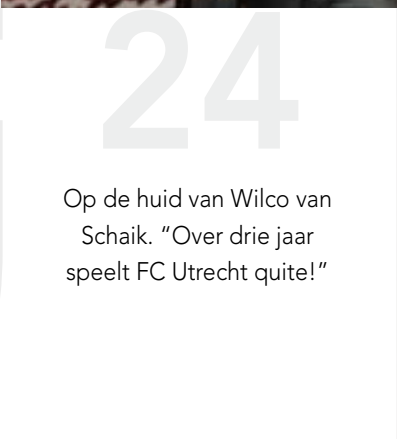 24
Op de huid van Wilco van
Schaik. “Over drie jaar
speelt FC Utrecht quite!”